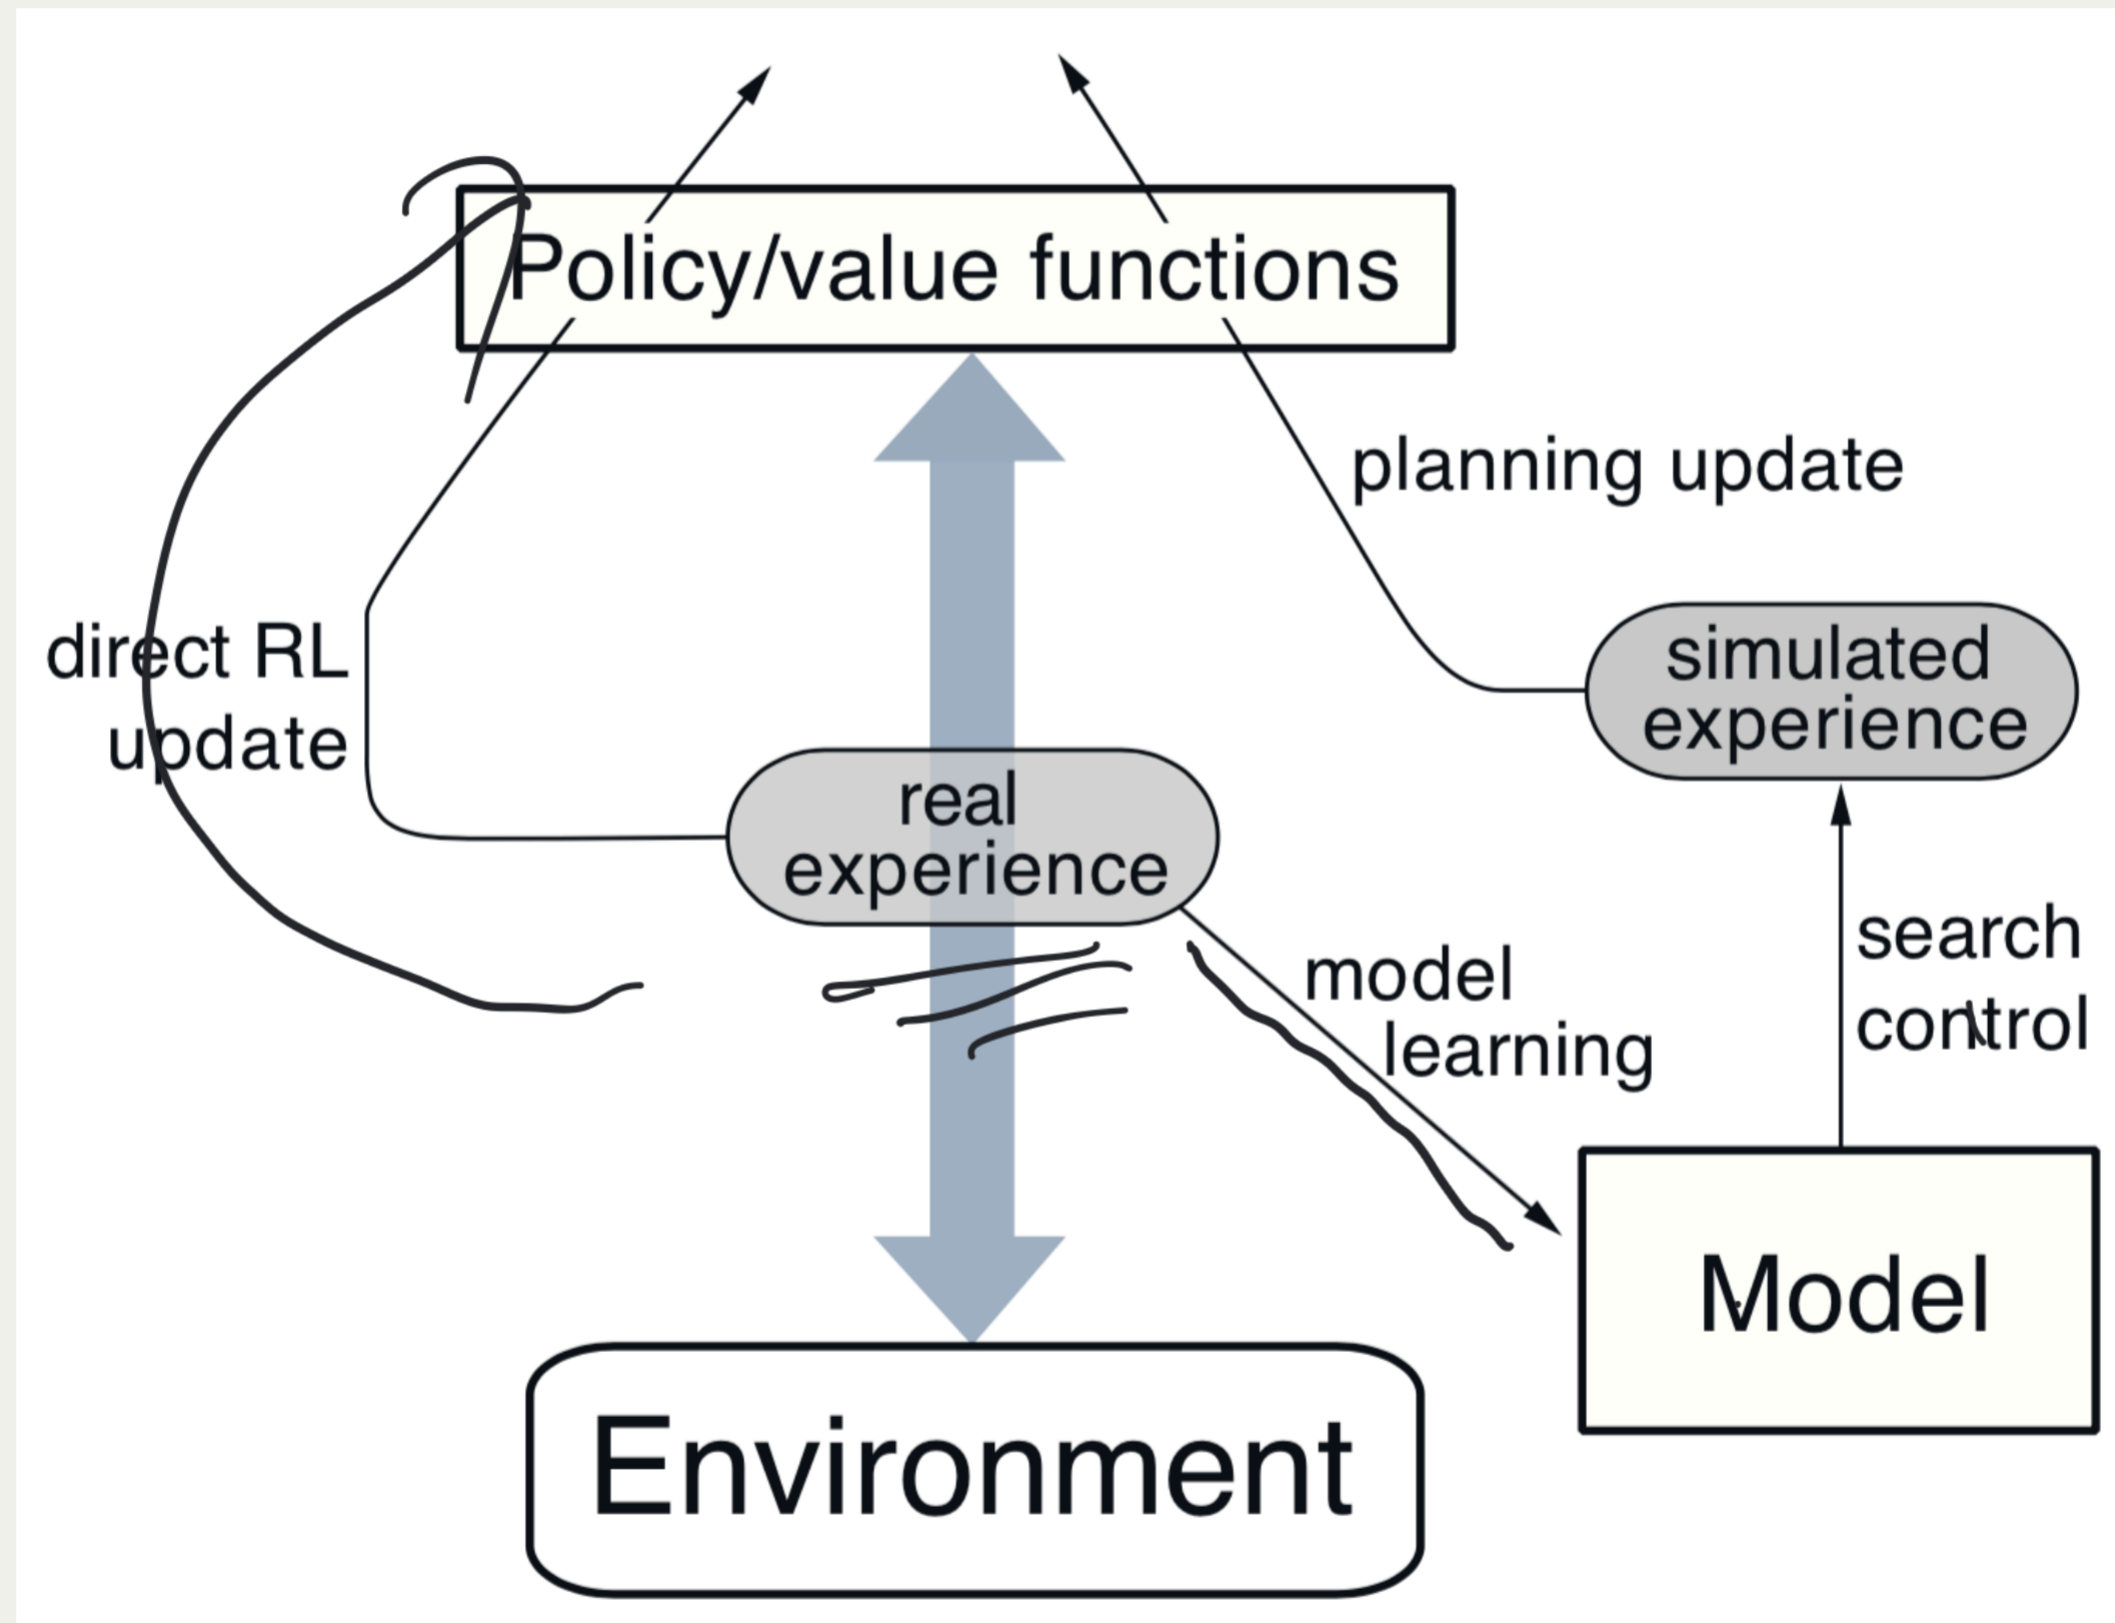 Policy/value functions
planning update
direct RL
update
simulated
experience
real
experience
model
learning
search
control
Model
Environment